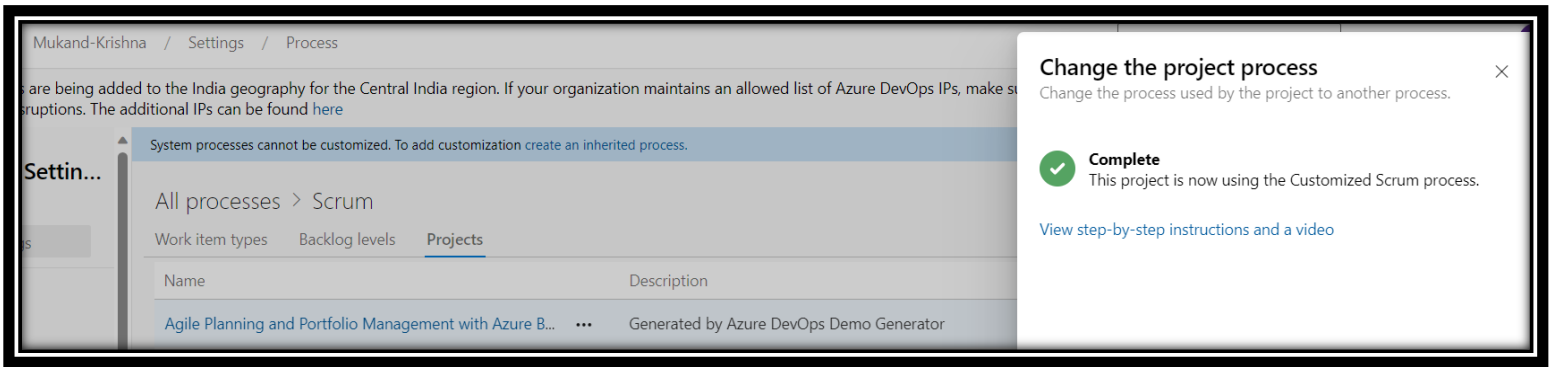 Mukand-Krishna / Settings / Process
are being added to the India geography for the Central India region. If your organization maintains an allowed list of Azure DevOps IPs, make
The additional IPs can be found here
System processes cannot be customized. To add customization create an inherited process.
Settin...
All processes > Scrum
Work item types Backlog levels Projects
Name Description
Agile Planning and Portfolio Management with Azure B... ••• Generated by Azure DevOps Demo Generator
Change the project process
Change the process used by the project to another process.
Complete
This project is now using the Customized Scrum process.
View step-by-step instructions and a video